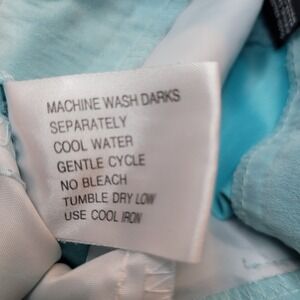 MACHINE WASH DARKS
SEPARATELY
COOL WATER
GENTLE CYCLE
NO BLEACH
TUMBLE DRY LOW
USE COOL IRON